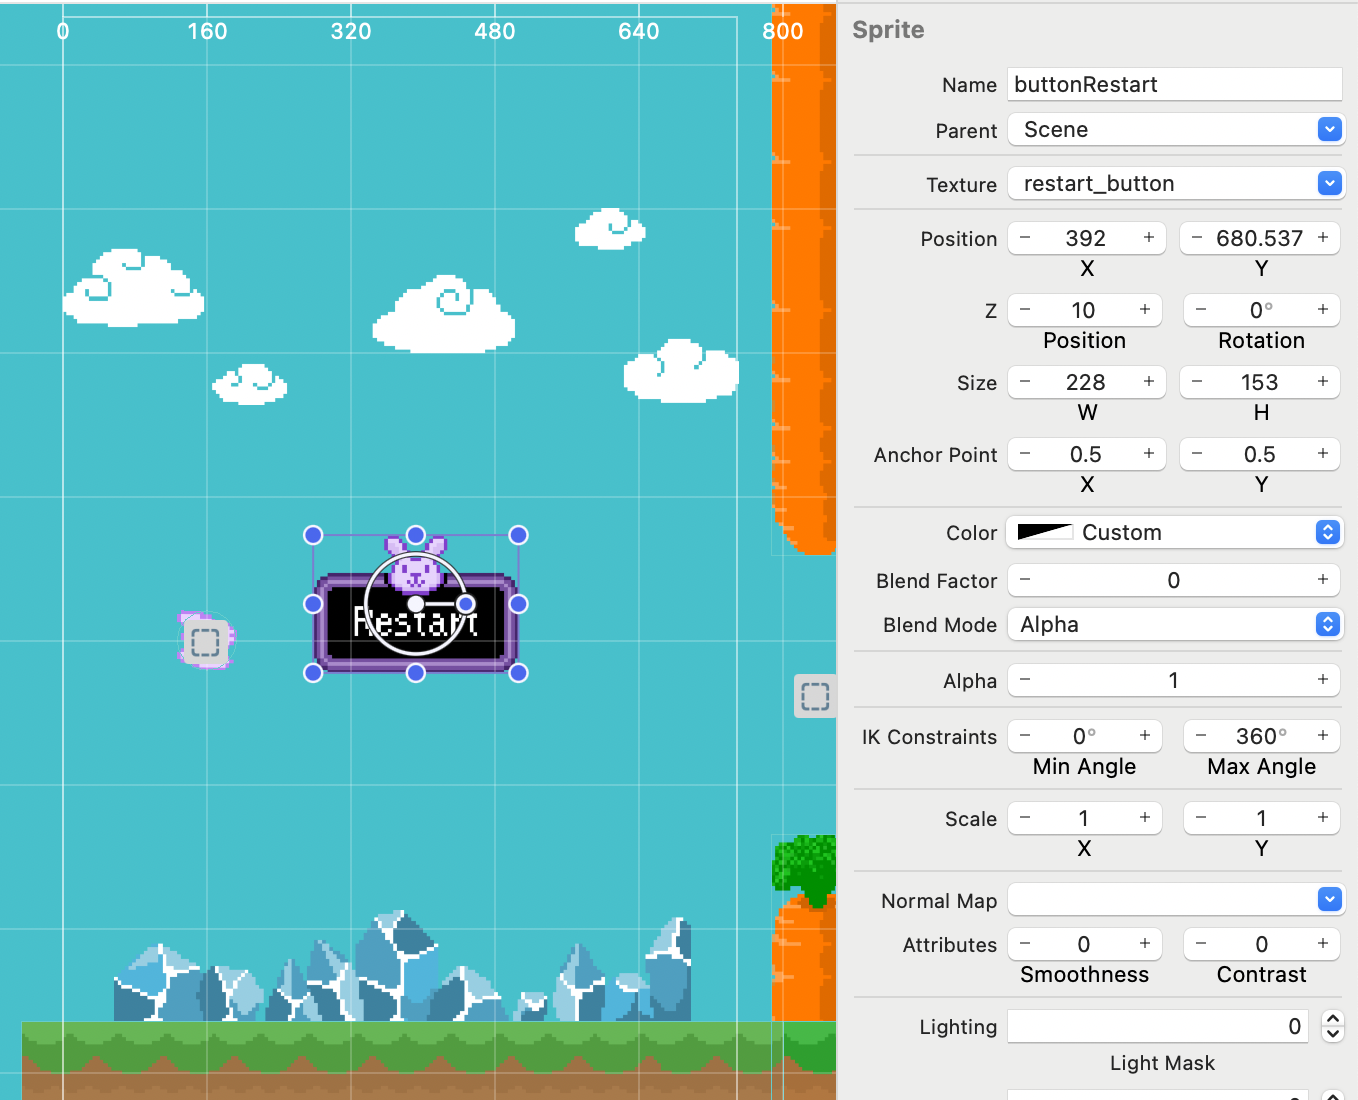 0 160 320 480 640 800
Restart
Sprite
Name buttonRestart
Parent Scene
Texture restart_button
Position − 392 + − 680.537 +
X Y
Z − 10 + − 0° +
Position Rotation
Size − 228 + − 153 +
W H
Anchor Point − 0.5 + − 0.5 +
X Y
Color Custom
Blend Factor − 0 +
Blend Mode Alpha
Alpha − 1 +
IK Constraints − 0° + − 360° +
Min Angle Max Angle
Scale − 1 + − 1 +
X Y
Normal Map
Attributes − 0 + − 0 +
Smoothness Contrast
Lighting 0
Light Mask